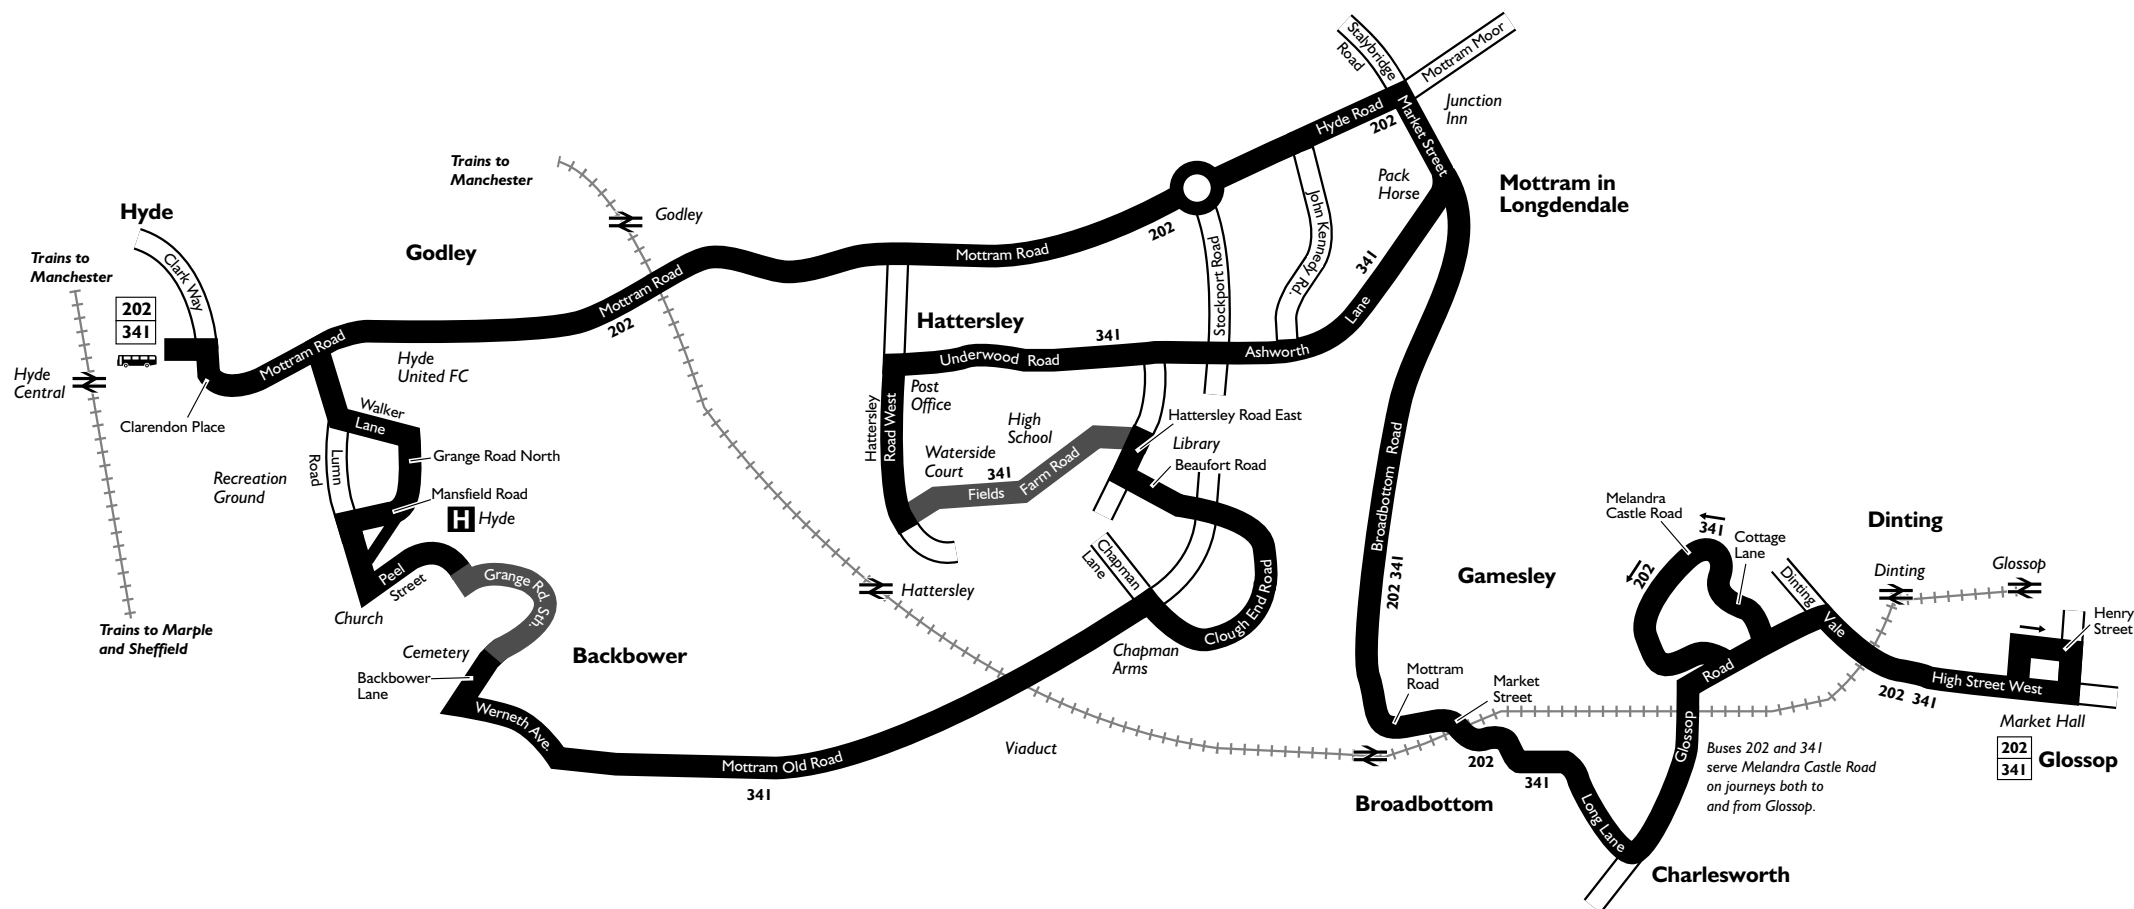 Stalybridge
Road
Mottram Moor
Junction
Inn
Hyde Road
202
Market Street
Pack
Horse
Mottram in
Longdendale
Trains to
Manchester
Godley
Godley
Hyde
Clark Way
Trains to
Manchester
202
341
Hyde
Central
Clarendon Place
Mottram Road
Hyde
United FC
Mottram Road
202
Mottram Road
202
Stockport Road
John Kennedy Rd.
341
Lane
Ashworth
Hattersley
341
Underwood Road
Post
Office
Hattersley
Road West
High
School
Waterside
Court
341
Fields
Farm Road
Hattersley Road East
Library
Beaufort Road
Walker
Lane
Grange Road North
Lumn
Road
Recreation
Ground
Mansfield Road
H Hyde
Peel
Street
Church
Grange Rd. Sth.
Cemetery
Backbower
Lane
Backbower
Werneth Ave.
Mottram Old Road
341
Trains to Marple
and Sheffield
Hattersley
Chapman
Lane
Clough End Road
Chapman
Arms
Viaduct
Broadbottom Road
202 341
Mottram
Road
Market
Street
202
341
Broadbottom
Long Lane
Charlesworth
Gamesley
Melandra
Castle Road
341
Cottage
Lane
202
Dinting
Dinting
Vale
Road
Glossop
Buses 202 and 341
serve Melandra Castle Road
on journeys both to
and from Glossop.
Dinting
Glossop
Henry
Street
High Street West
202 341
Market Hall
202
341
Glossop